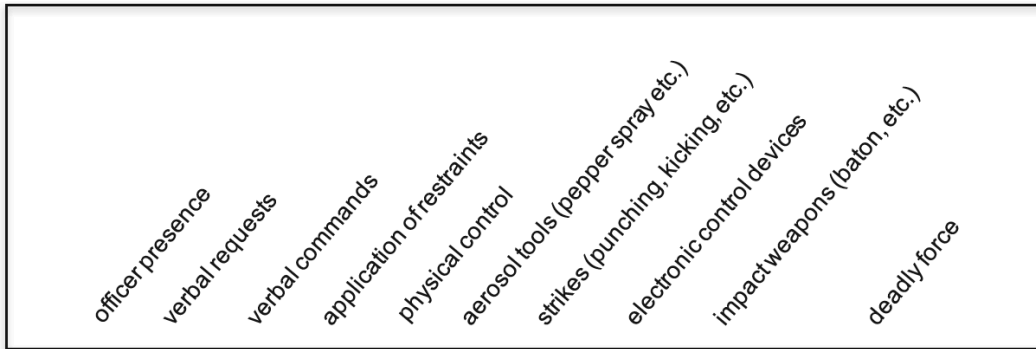 officer presence
verbal requests
verbal commands
application of restraints
physical control
aerosol tools (pepper spray etc.)
strikes (punching, kicking, etc.)
electronic control devices
impact weapons (baton, etc.)
deadly force